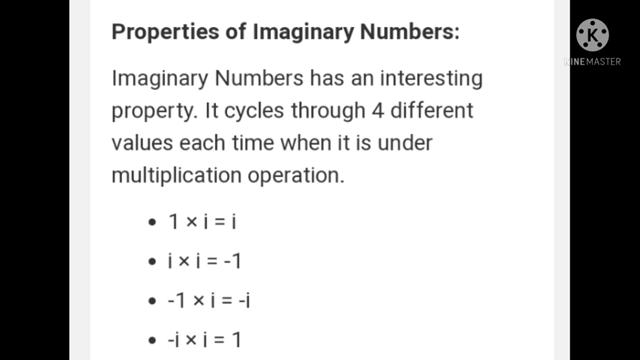 Properties of Imaginary Numbers:
K
KINEMASTER
Imaginary Numbers has an interesting
property. It cycles through 4 different
values each time when it is under
multiplication operation.
• 1 × i = i
• i × i = -1
• -1 × i = -i
• -i × i = 1